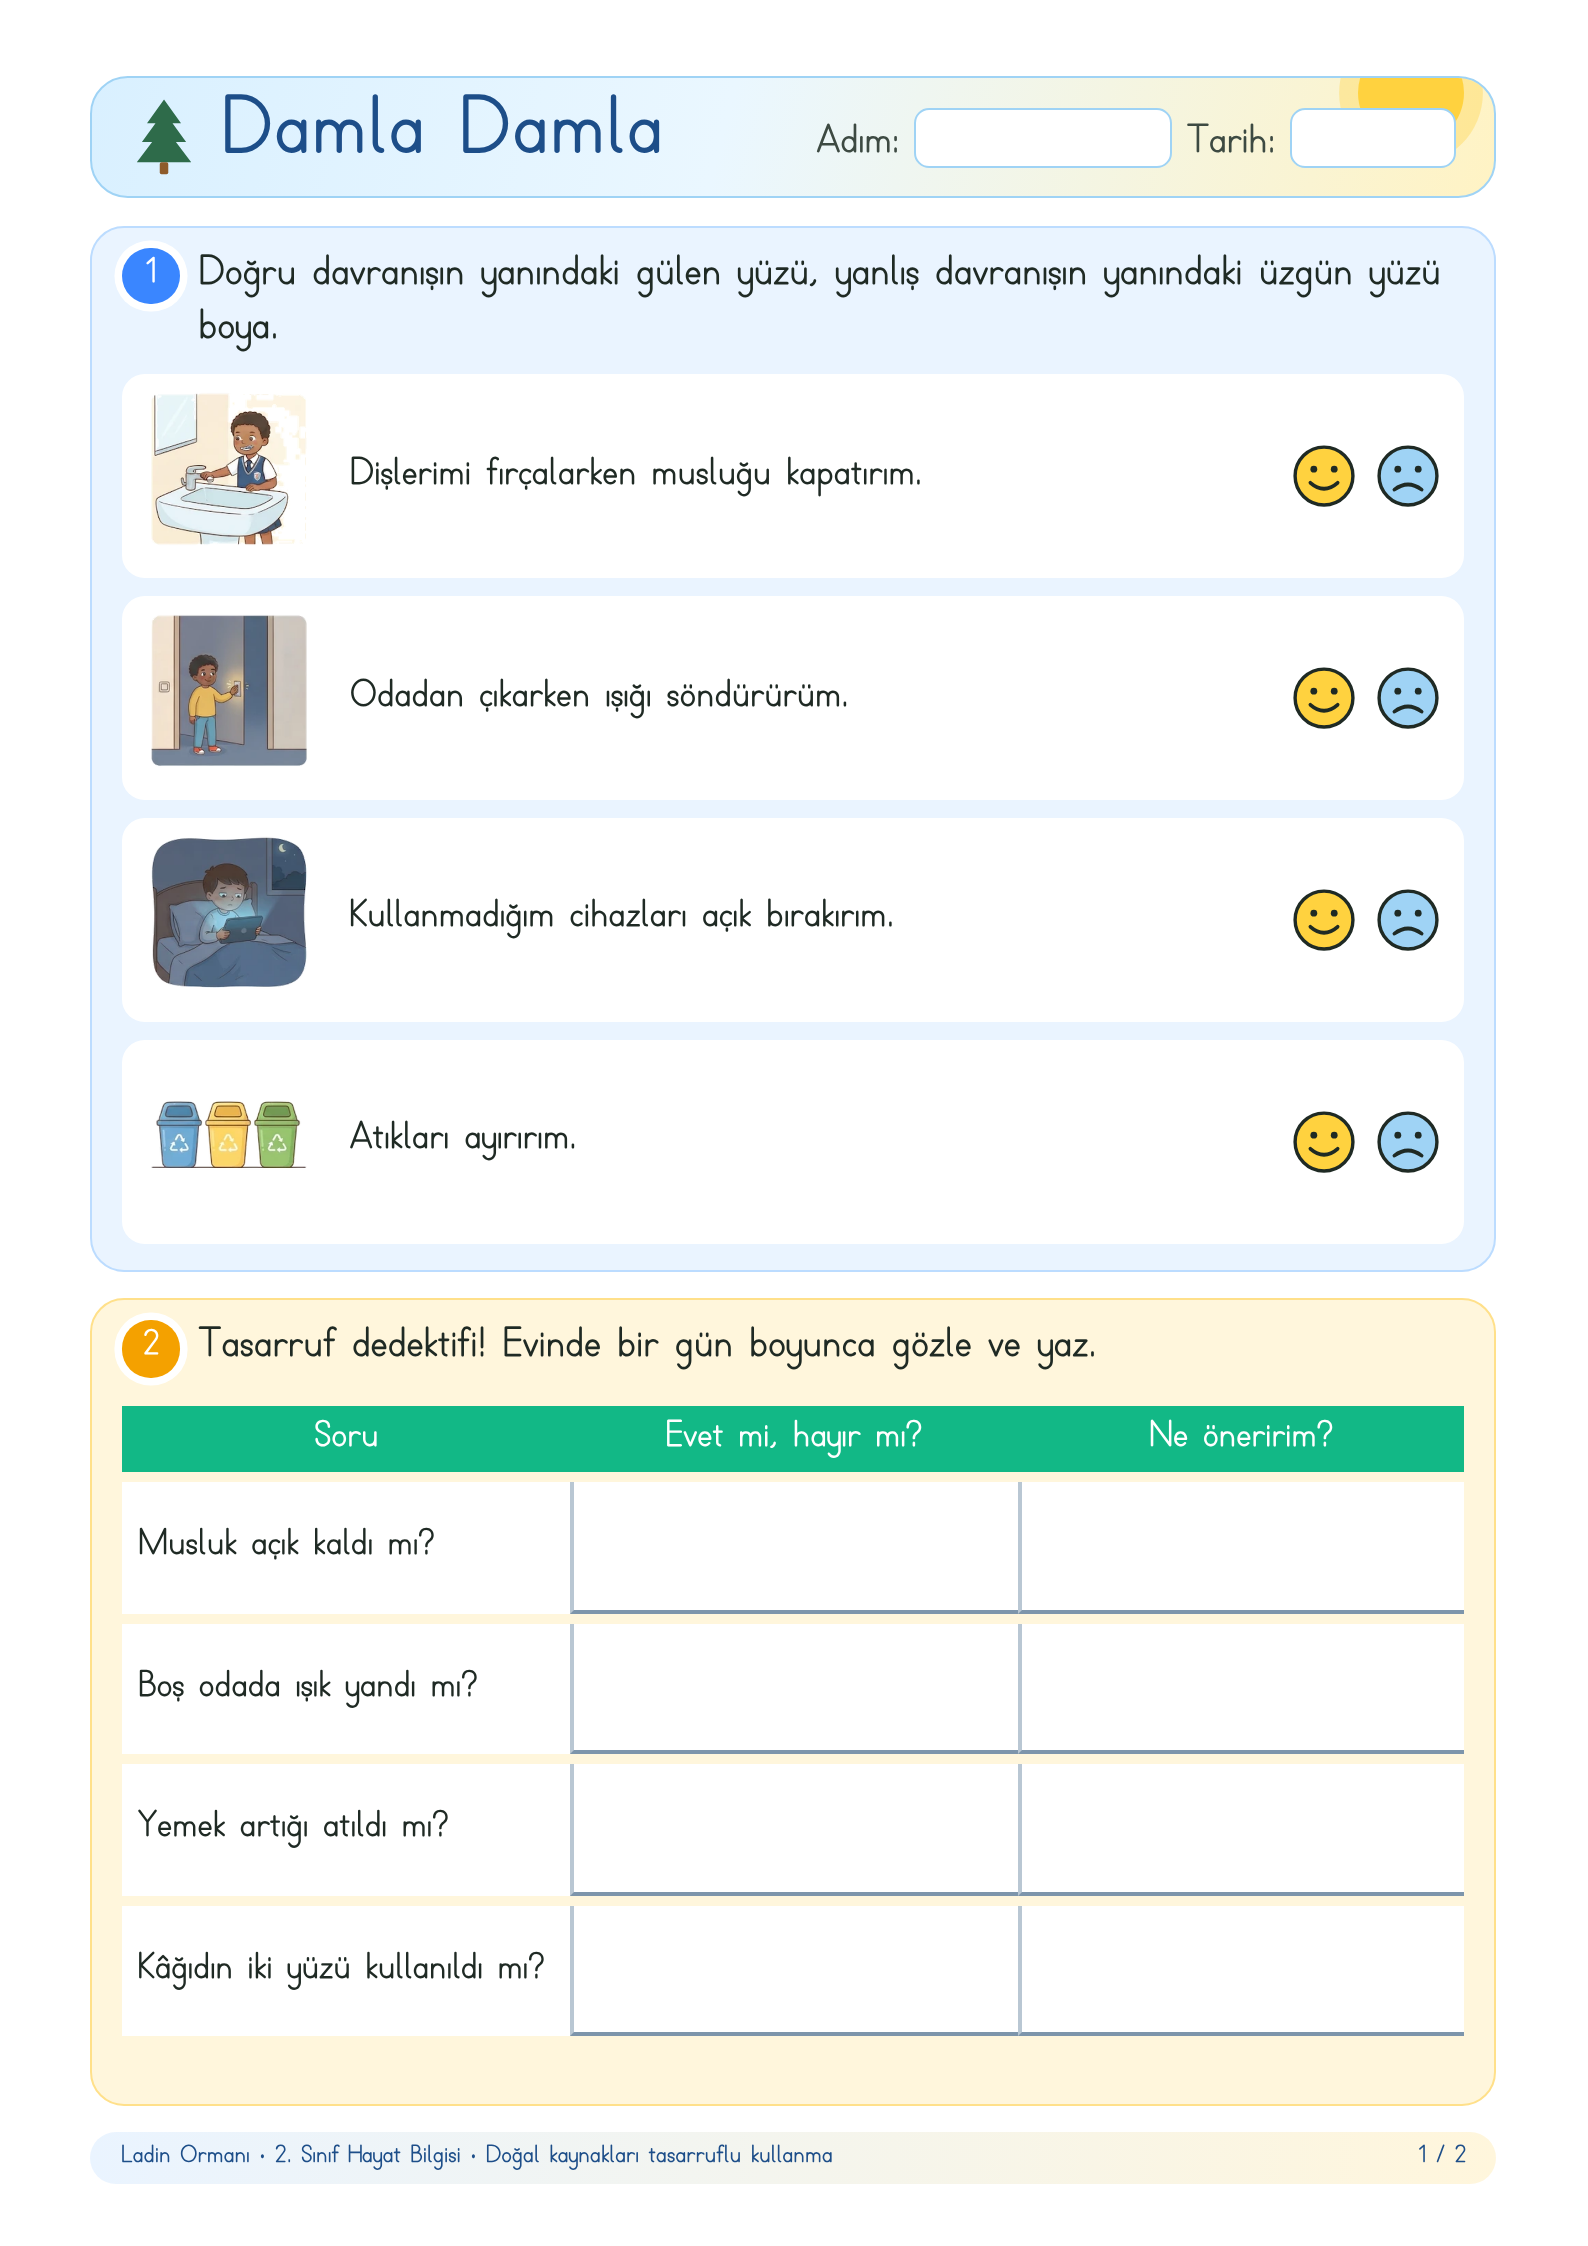 Damla Damla
Adım:
Tarih:
1
Doğru davranışın yanındaki gülen yüzü, yanlış davranışın yanındaki üzgün yüzü
boya.
Dişlerimi fırçalarken musluğu kapatırım.
Odadan çıkarken ışığı söndürürüm.
Kullanmadığım cihazları açık bırakırım.
Atıkları ayırırım.
2
Tasarruf dedektifi! Evinde bir gün boyunca gözle ve yaz.
Soru
Evet mi, hayır mı?
Ne öneririm?
Musluk açık kaldı mı?
Boş odada ışık yandı mı?
Yemek artığı atıldı mı?
Kâğıdın iki yüzü kullanıldı mı?
Ladin Ormanı • 2. Sınıf Hayat Bilgisi • Doğal kaynakları tasarruflu kullanma
1 / 2